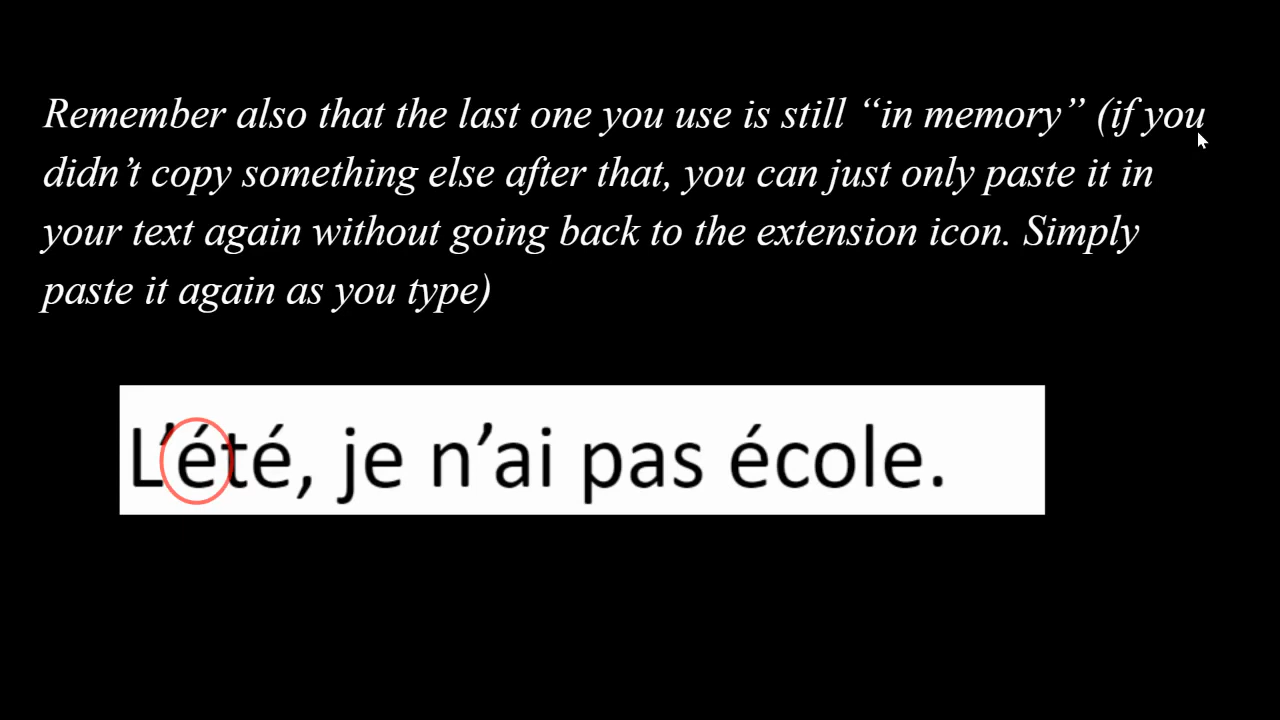 Remember also that the last one you use is still “in memory” (if you
didn’t copy something else after that, you can just only paste it in
your text again without going back to the extension icon. Simply
paste it again as you type)
L’été, je n’ai pas école.